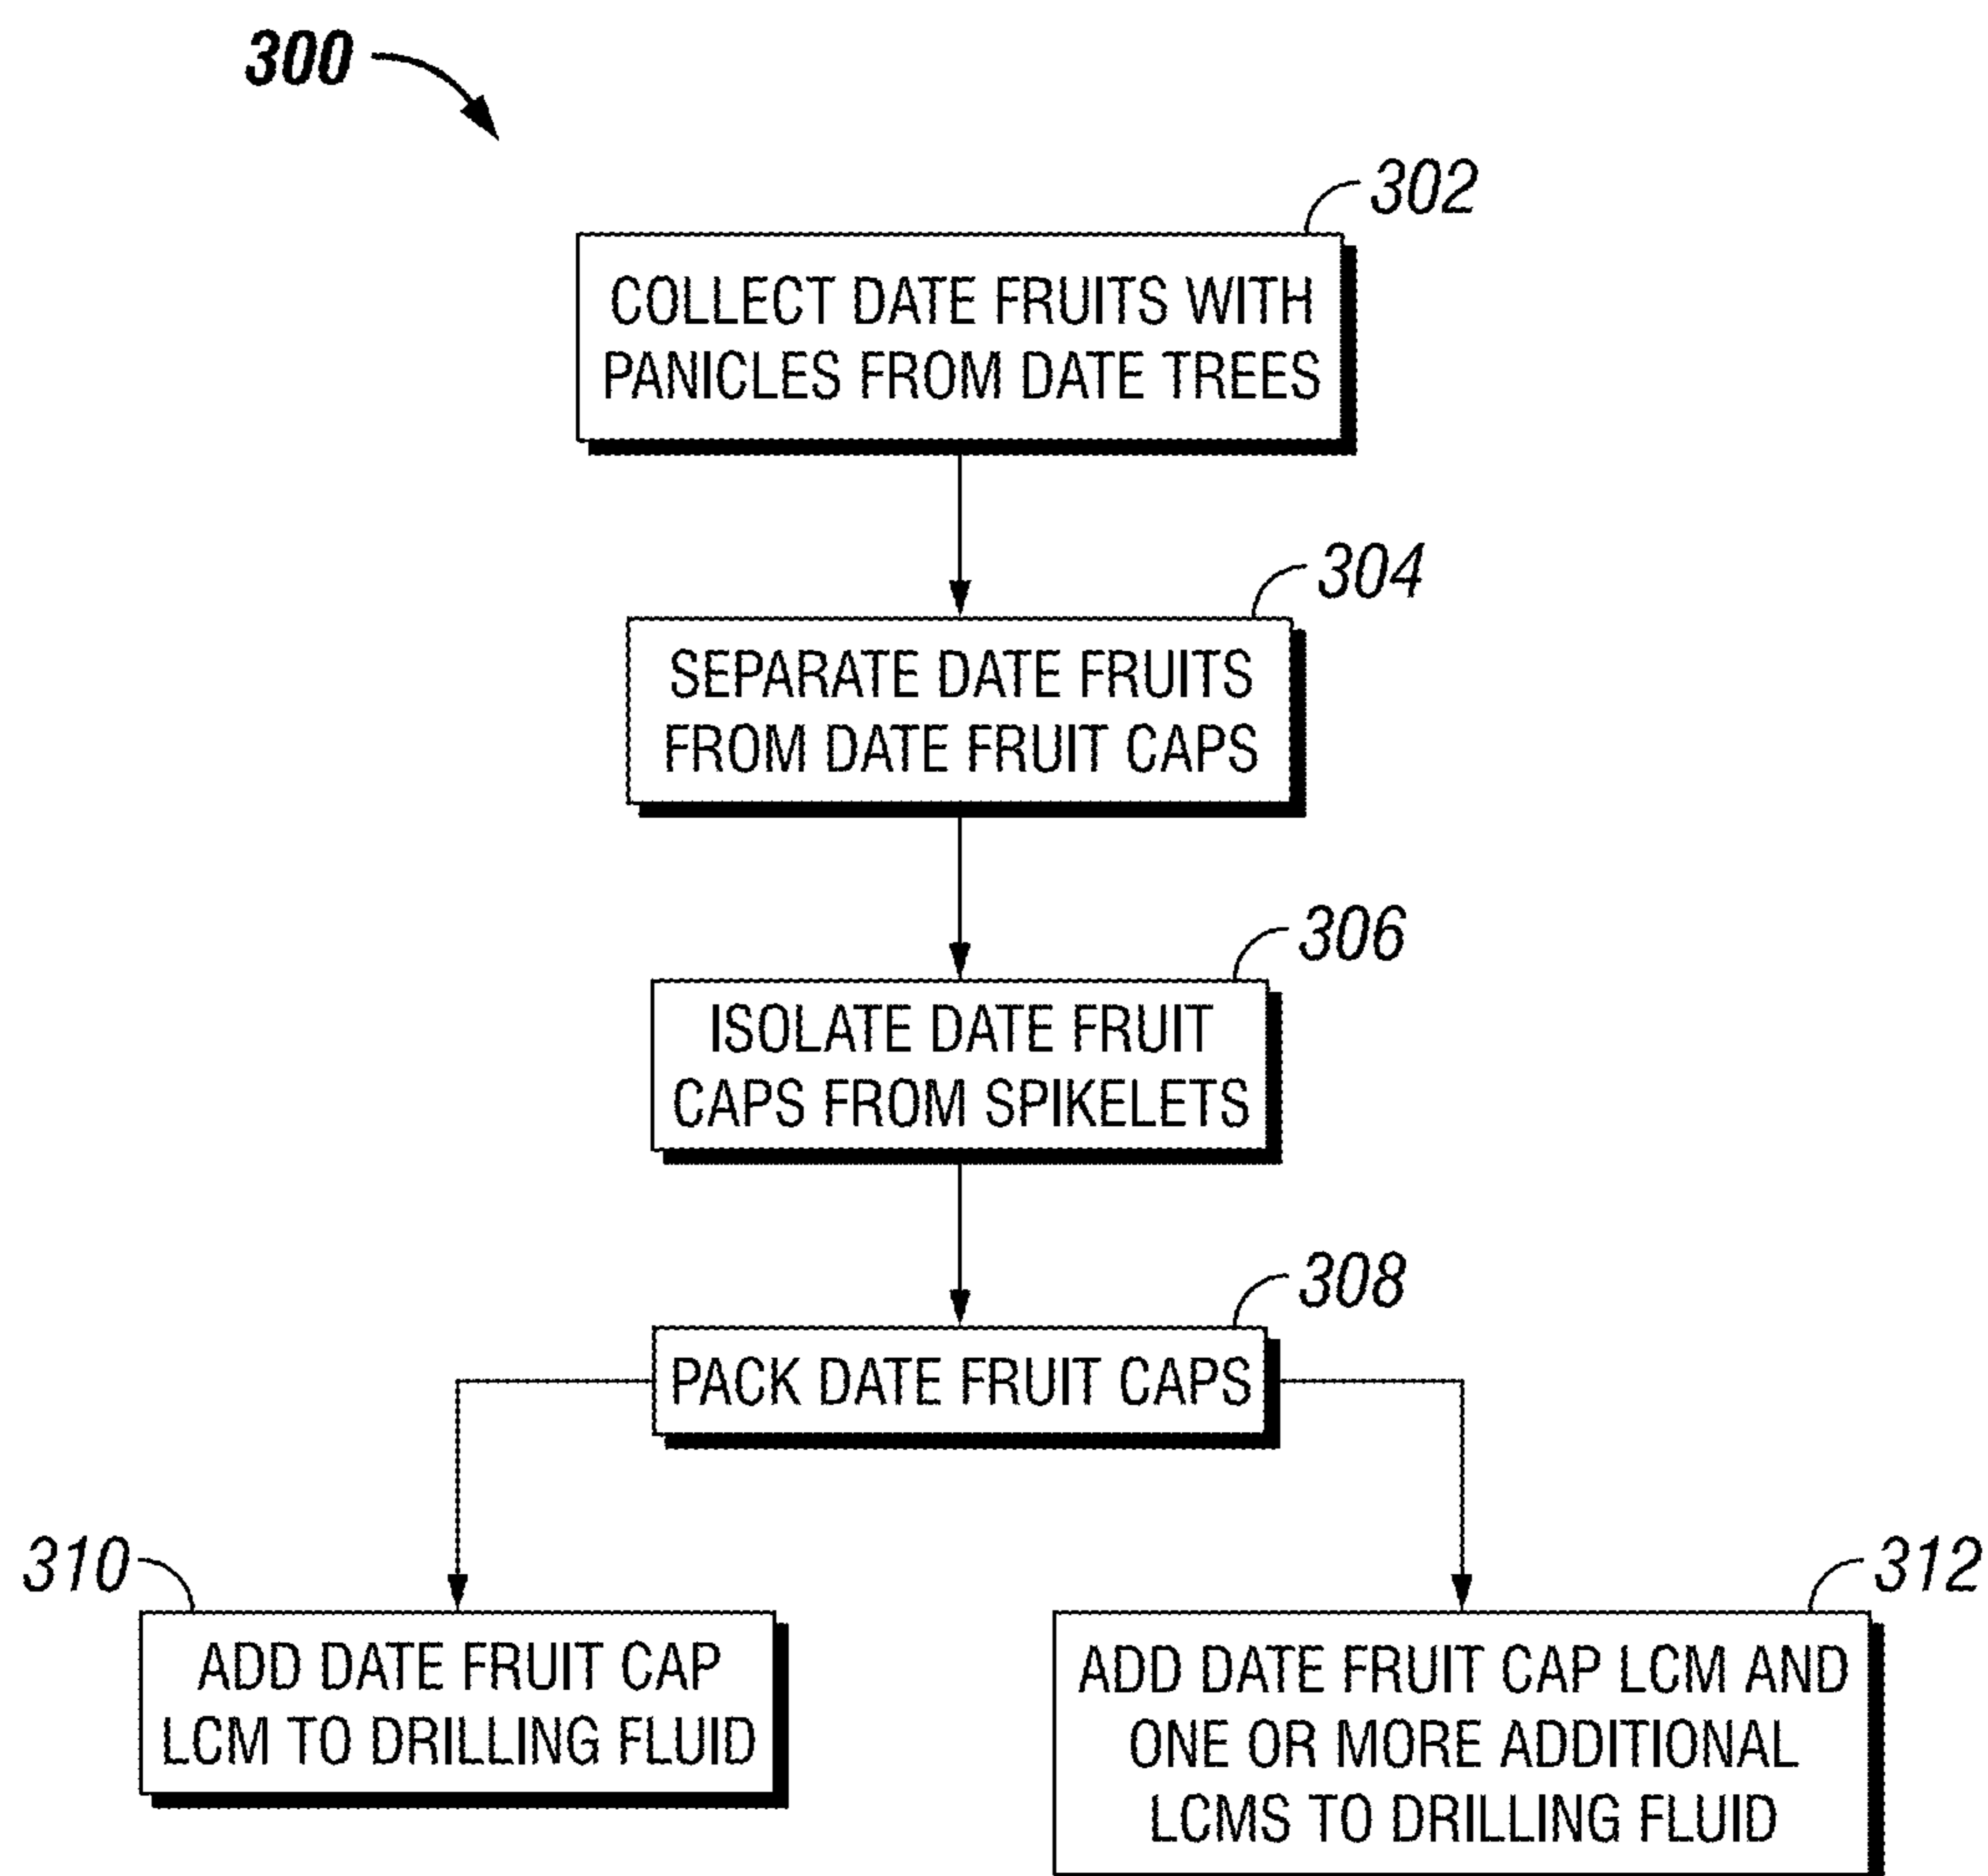 300
302
COLLECT DATE FRUITS WITH
PANICLES FROM DATE TREES
304
SEPARATE DATE FRUITS
FROM DATE FRUIT CAPS
306
ISOLATE DATE FRUIT
CAPS FROM SPIKELETS
308
PACK DATE FRUIT CAPS
310
ADD DATE FRUIT CAP
LCM TO DRILLING FLUID
312
ADD DATE FRUIT CAP LCM AND
ONE OR MORE ADDITIONAL
LCMS TO DRILLING FLUID